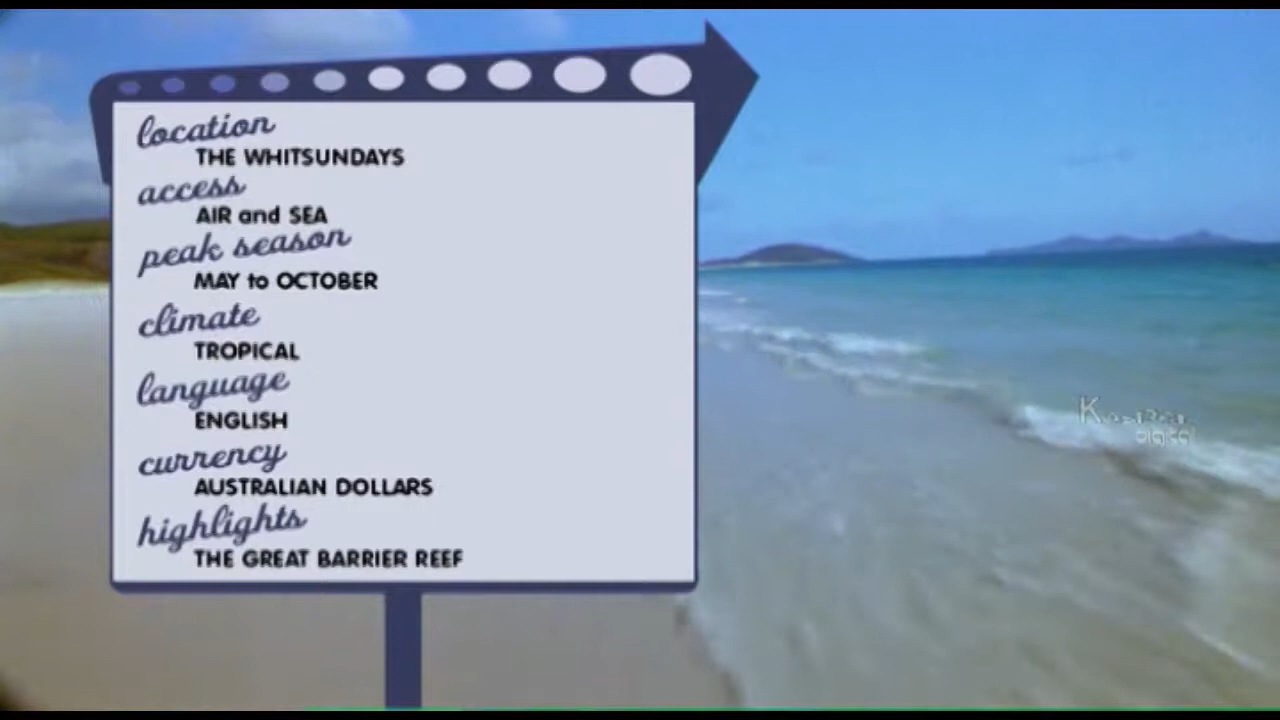 location
THE WHITSUNDAYS
access
AIR and SEA
peak season
MAY to OCTOBER
climate
TROPICAL
language
ENGLISH
currency
AUSTRALIAN DOLLARS
highlights
THE GREAT BARRIER REEF
Digital